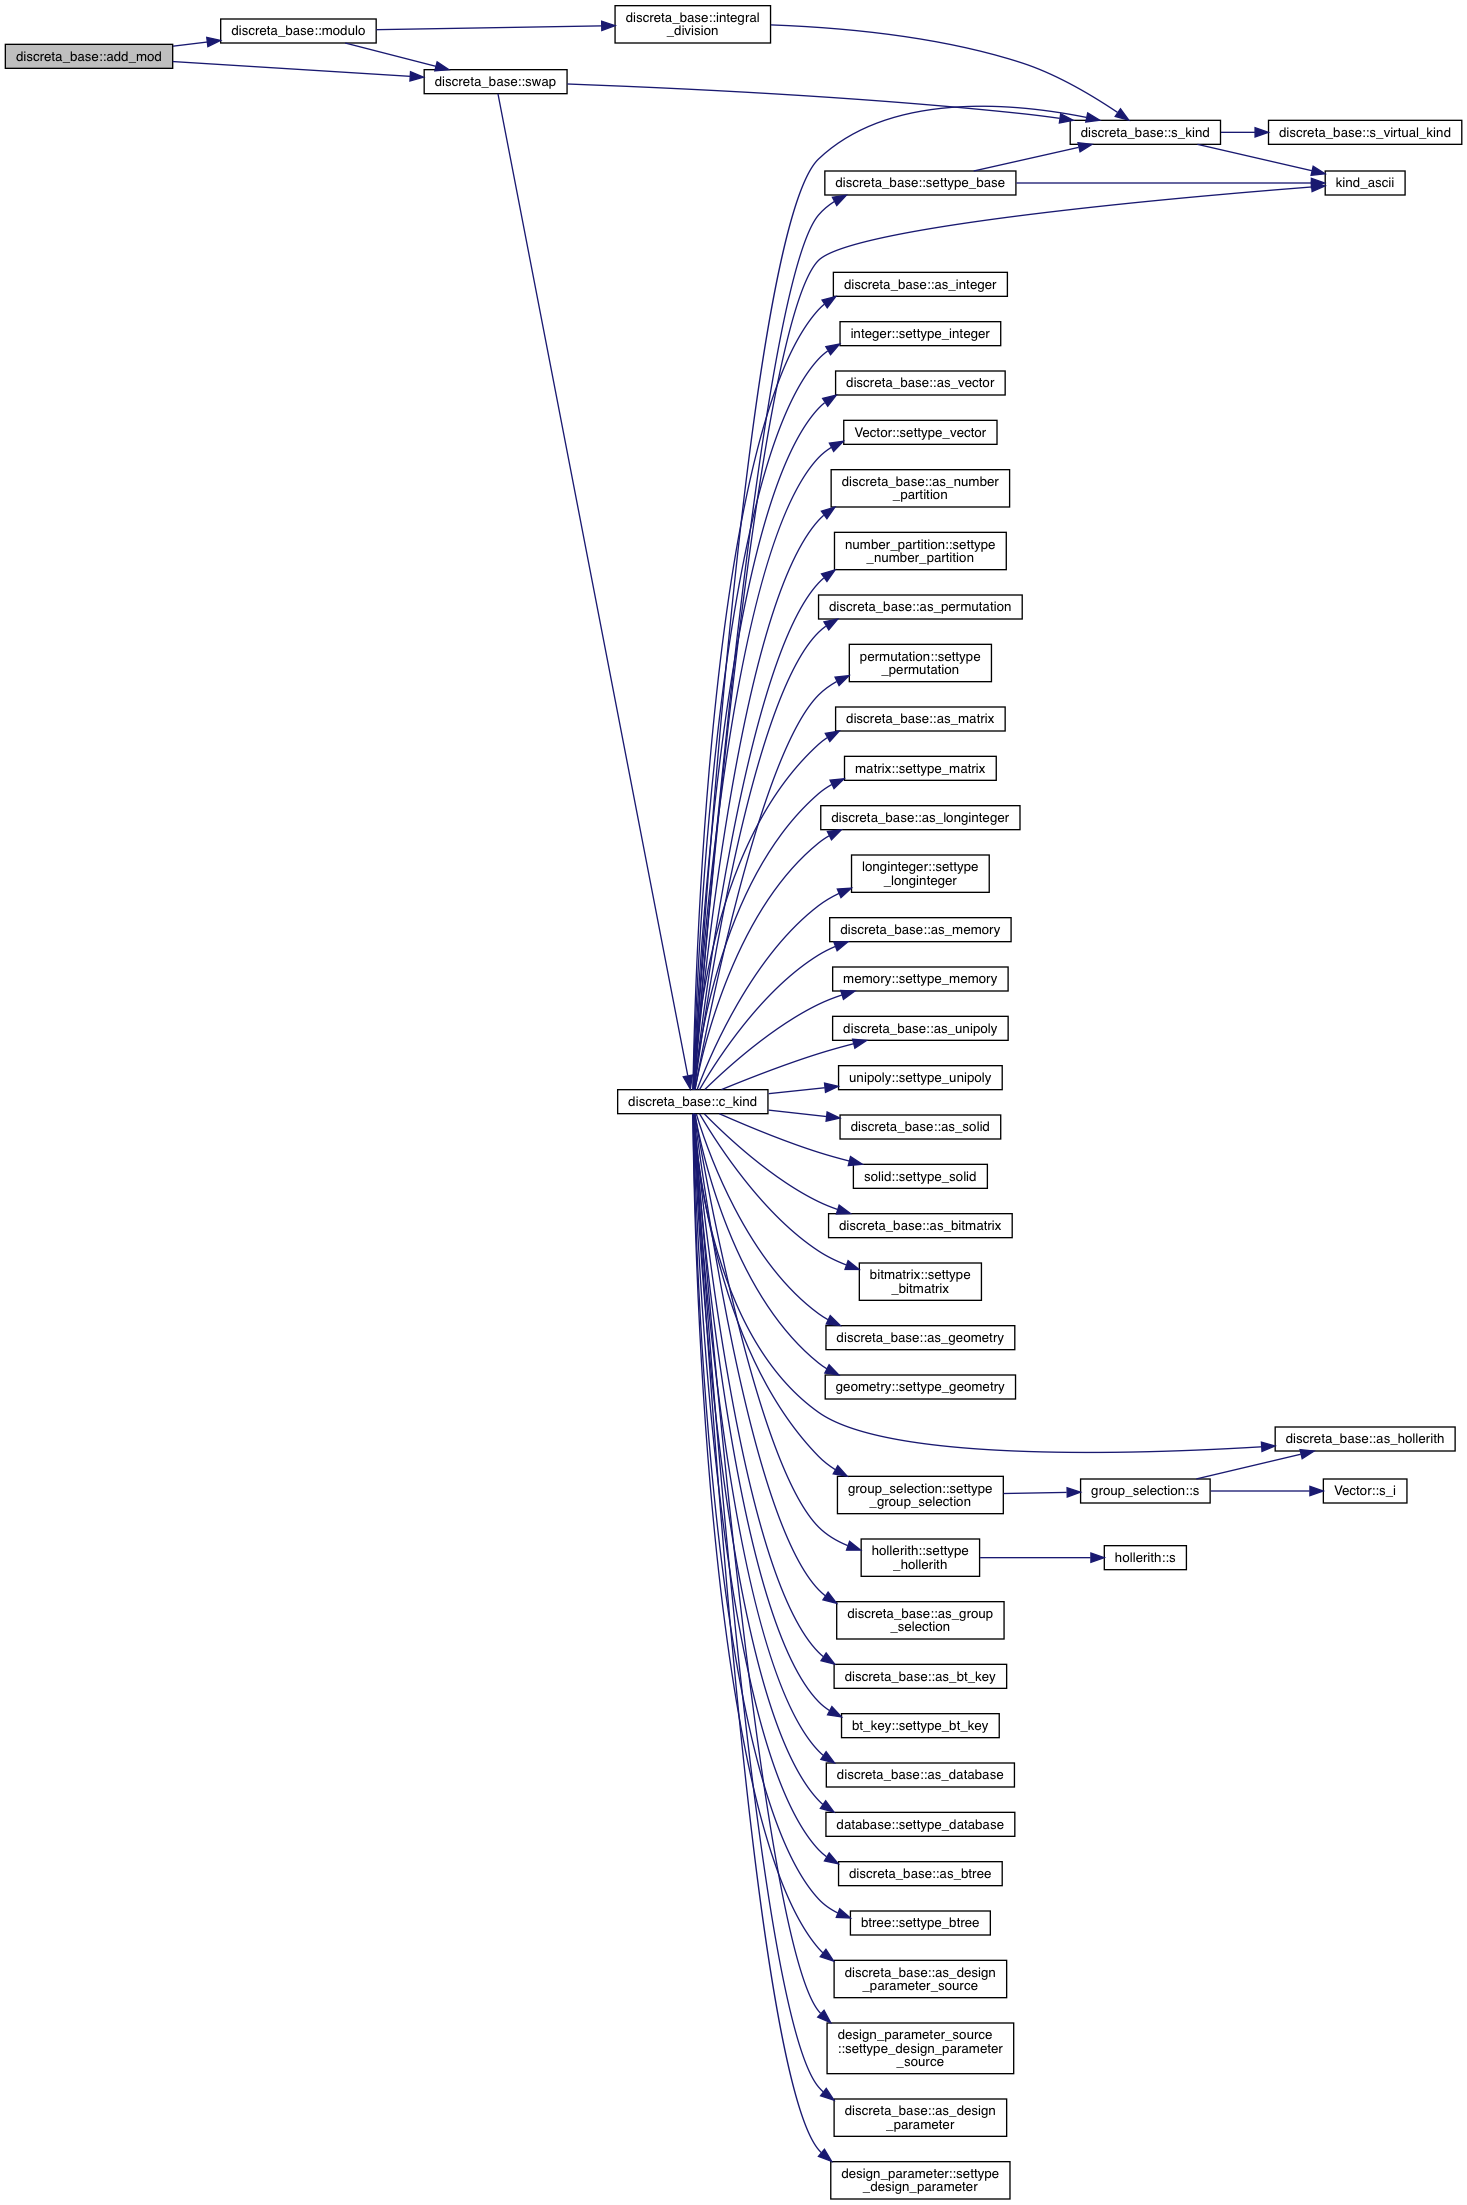 discreta_base::add_mod
discreta_base::modulo
discreta_base::integral
_division
discreta_base::swap
discreta_base::s_kind
discreta_base::s_virtual_kind
discreta_base::settype_base
kind_ascii
discreta_base::as_integer
integer::settype_integer
discreta_base::as_vector
Vector::settype_vector
discreta_base::as_number
_partition
number_partition::settype
_number_partition
discreta_base::as_permutation
permutation::settype
_permutation
discreta_base::as_matrix
matrix::settype_matrix
discreta_base::as_longinteger
longinteger::settype
_longinteger
discreta_base::as_memory
memory::settype_memory
discreta_base::as_unipoly
unipoly::settype_unipoly
discreta_base::c_kind
discreta_base::as_solid
solid::settype_solid
discreta_base::as_bitmatrix
bitmatrix::settype
_bitmatrix
discreta_base::as_geometry
geometry::settype_geometry
discreta_base::as_hollerith
group_selection::settype
_group_selection
group_selection::s
Vector::s_i
hollerith::settype
_hollerith
hollerith::s
discreta_base::as_group
_selection
discreta_base::as_bt_key
bt_key::settype_bt_key
discreta_base::as_database
database::settype_database
discreta_base::as_btree
btree::settype_btree
discreta_base::as_design
_parameter_source
design_parameter_source
::settype_design_parameter
_source
discreta_base::as_design
_parameter
design_parameter::settype
_design_parameter